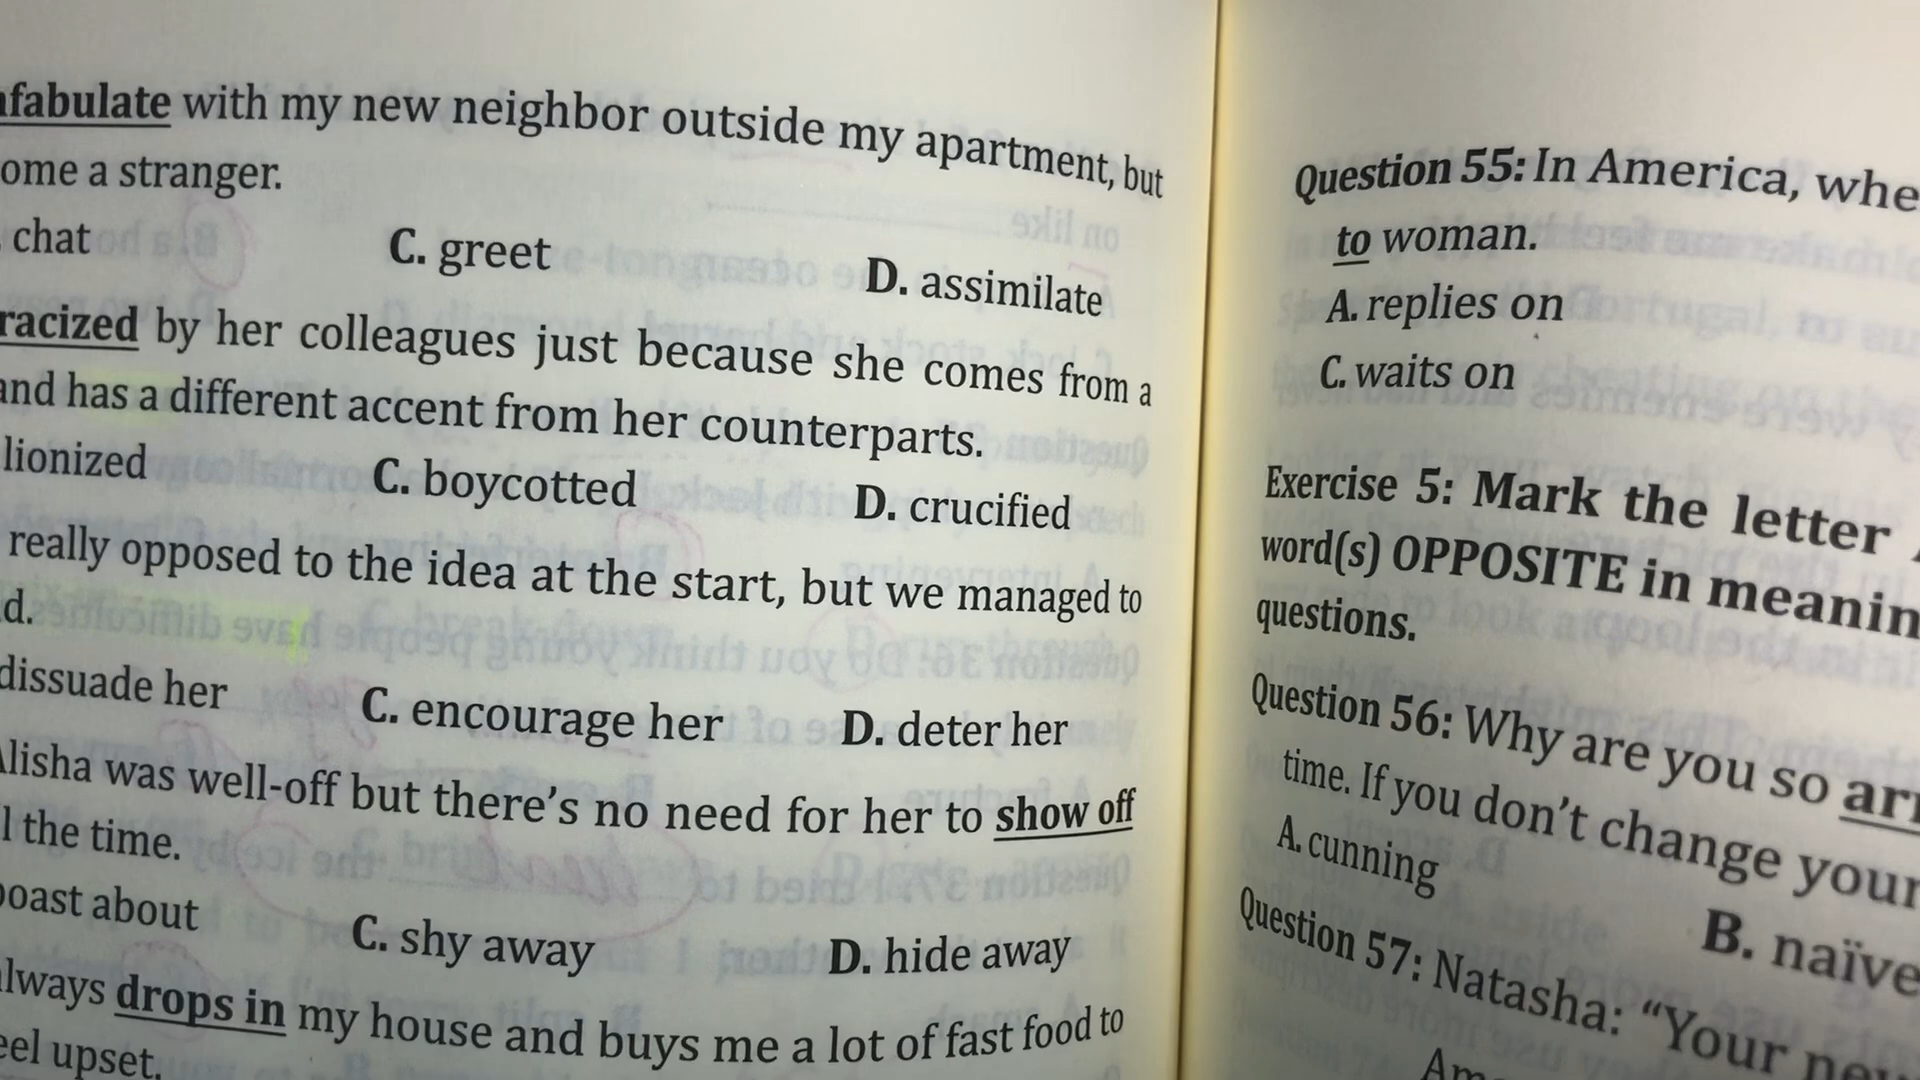 fabulate with my new neighbor outside my apartment, but
ome a stranger.
chat C. greet D. assimilate
racized by her colleagues just because she comes from a
and has a different accent from her counterparts.
lionized C. boycotted D. crucified
really opposed to the idea at the start, but we managed to
d.
dissuade her C. encourage her D. deter her
Alisha was well-off but there's no need for her to show off
l the time.
boast about C. shy away D. hide away
lways drops in my house and buys me a lot of fast food to
eel upset.
Question 55: In America, whe
to woman.
A. replies on
C. waits on
Exercise 5: Mark the letter
word(s) OPPOSITE in meanin
questions.
Question 56: Why are you so arr
time. If you don't change your
A. cunning B. naïve
Question 57: Natasha: "Your new
Am